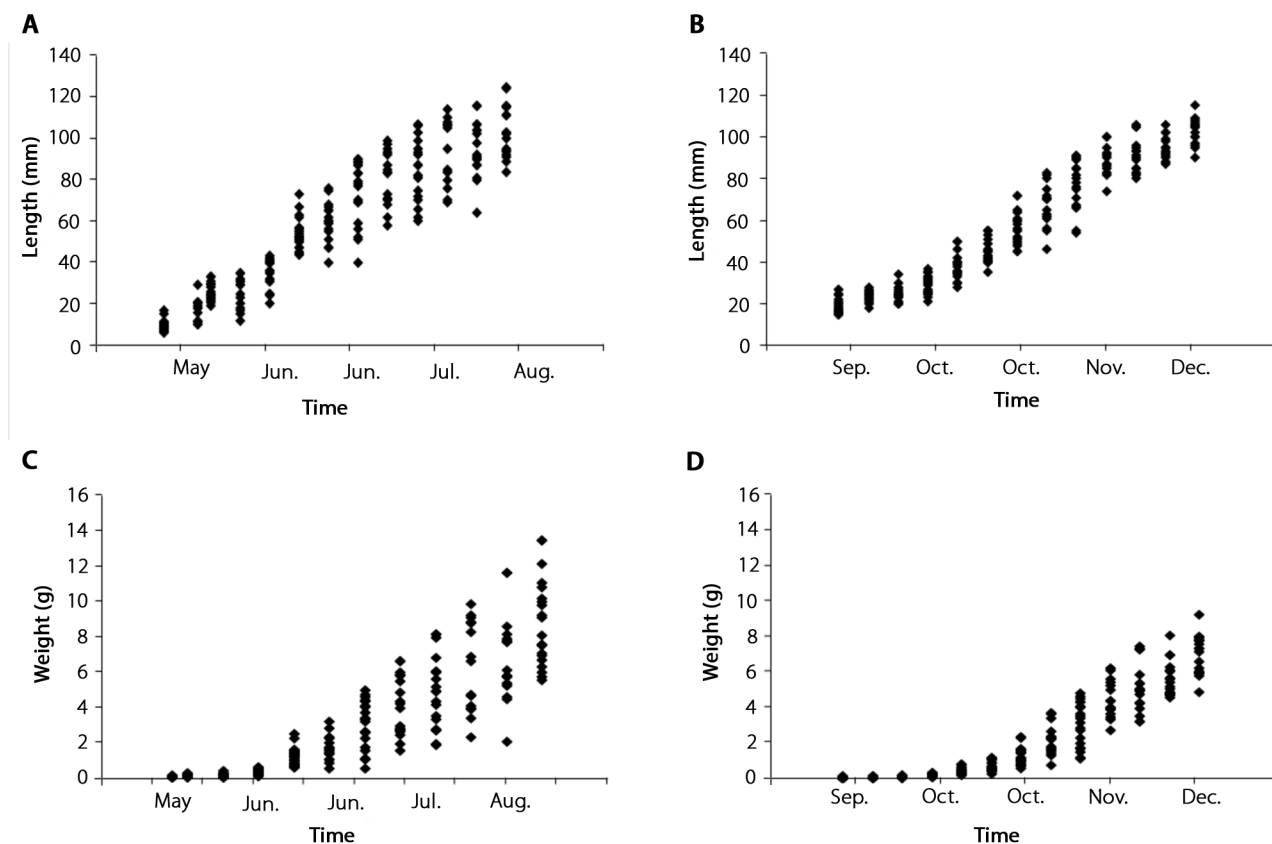 A
Length (mm)
140
120
100
80
60
40
20
0
May Jun. Jun. Jul. Aug.
Time
B
Length (mm)
140
120
100
80
60
40
20
0
Sep. Oct. Oct. Nov. Dec.
Time
C
Weight (g)
16
14
12
10
8
6
4
2
0
May Jun. Jun. Jul. Aug.
Time
D
Weight (g)
16
14
12
10
8
6
4
2
0
Sep. Oct. Oct. Nov. Dec.
Time